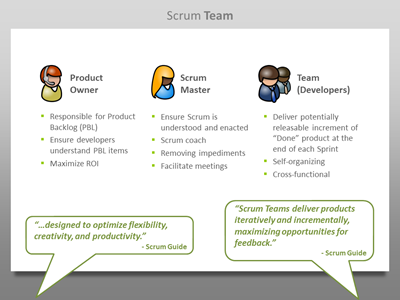 Scrum Team
Product
Owner
Responsible for Product
Backlog (PBL)
Ensure developers
understand PBL items
Maximize ROI
Scrum
Master
Ensure Scrum is
understood and enacted
Scrum coach
Removing impediments
Facilitate meetings
Team
(Developers)
Deliver potentially
releasable increment of
“Done” product at the
end of each Sprint
Self-organizing
Cross-functional
“…designed to optimize flexibility,
creativity, and productivity.”
- Scrum Guide
“Scrum Teams deliver products
iteratively and incrementally,
maximizing opportunities for
feedback.”
- Scrum Guide